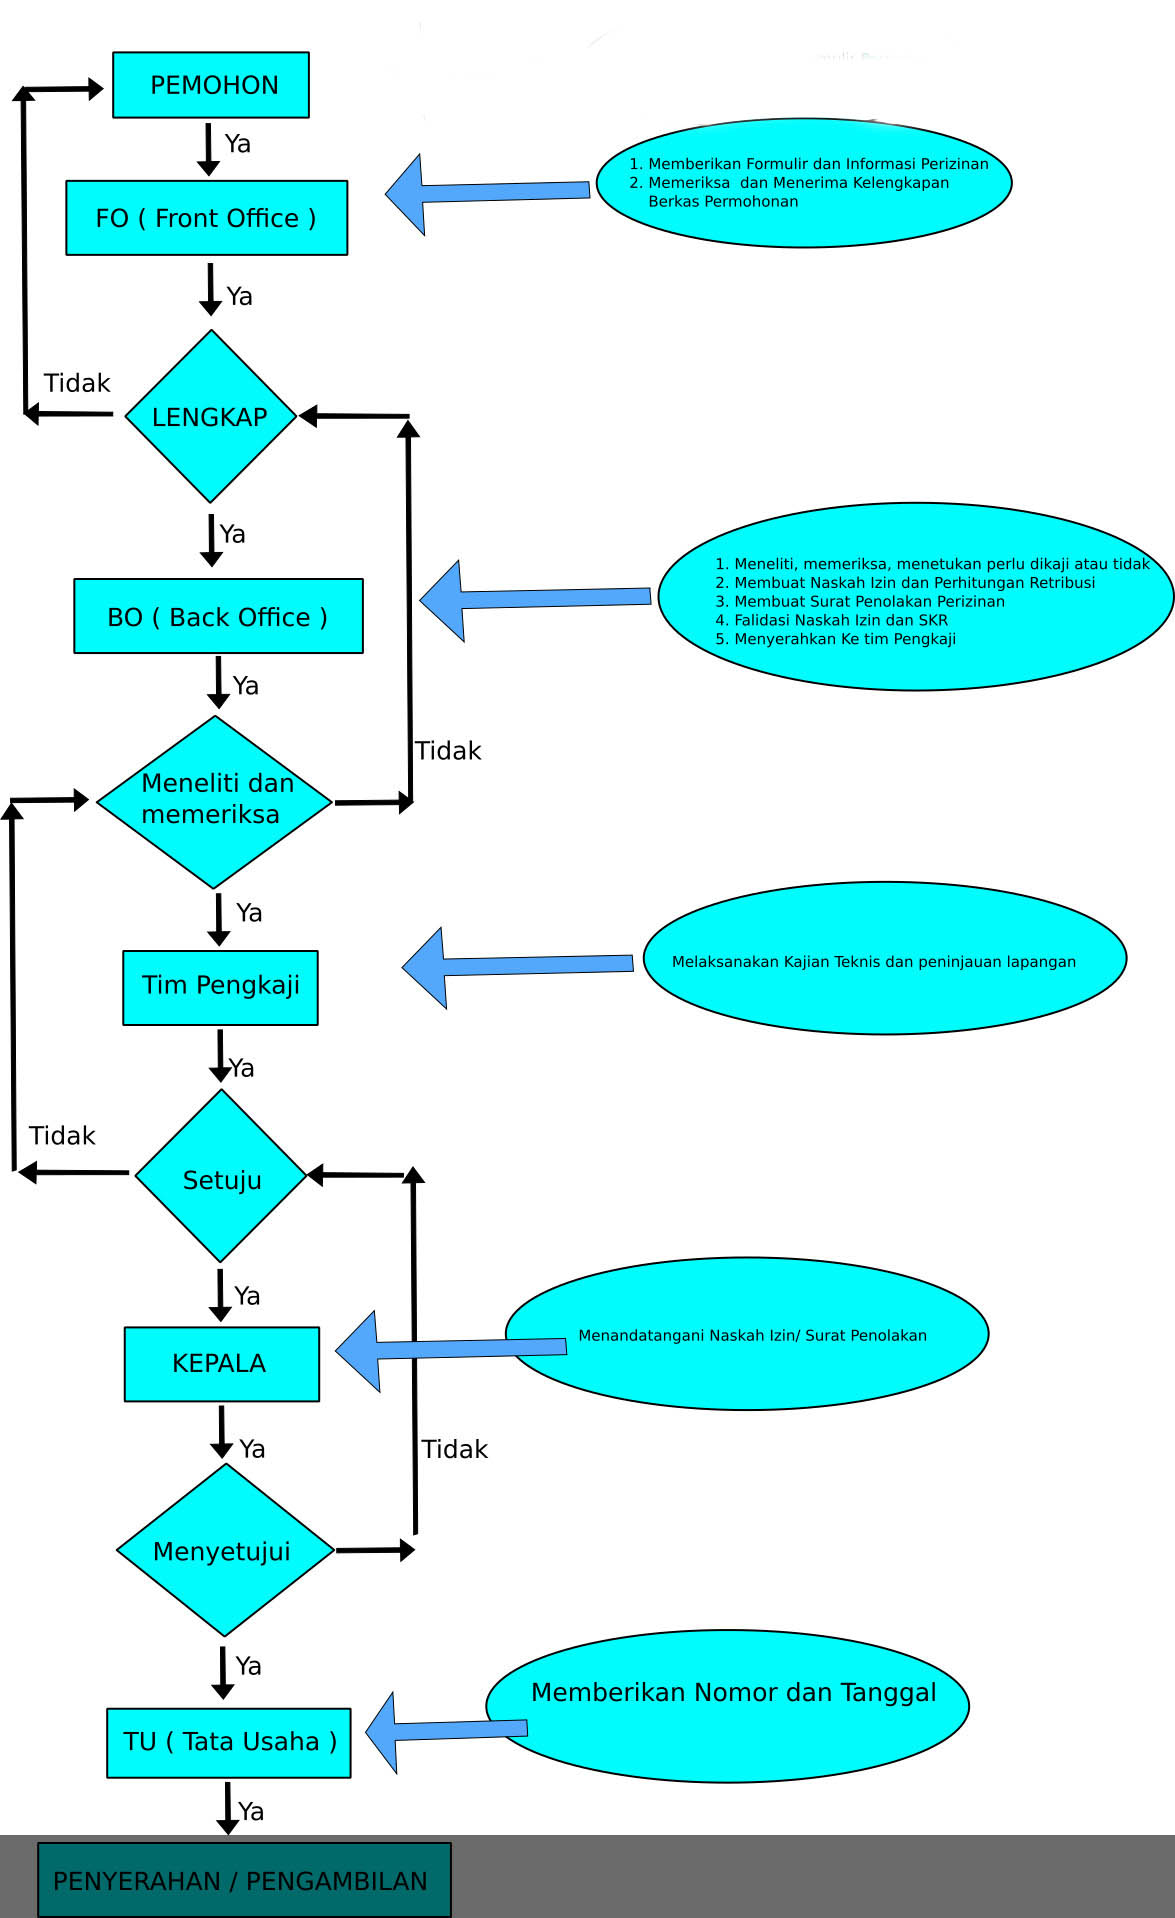 PEMOHON
Ya
1. Memberikan Formulir dan Informasi Perizinan
2. Memeriksa  dan Menerima Kelengkapan
Berkas Permohonan
FO ( Front Office )
Ya
Tidak
LENGKAP
Ya
1. Meneliti, memeriksa, menetukan perlu dikaji atau tidak
2. Membuat Naskah Izin dan Perhitungan Retribusi
3. Membuat Surat Penolakan Perizinan
4. Falidasi Naskah Izin dan SKR
5. Menyerahkan Ke tim Pengkaji
BO ( Back Office )
Ya
Tidak
Meneliti dan
memeriksa
Ya
Melaksanakan Kajian Teknis dan peninjauan lapangan
Tim Pengkaji
Ya
Tidak
Setuju
Ya
Menandatangani Naskah Izin/ Surat Penolakan
KEPALA
Ya
Tidak
Menyetujui
Ya
Memberikan Nomor dan Tanggal
TU ( Tata Usaha )
Ya
PENYERAHAN / PENGAMBILAN